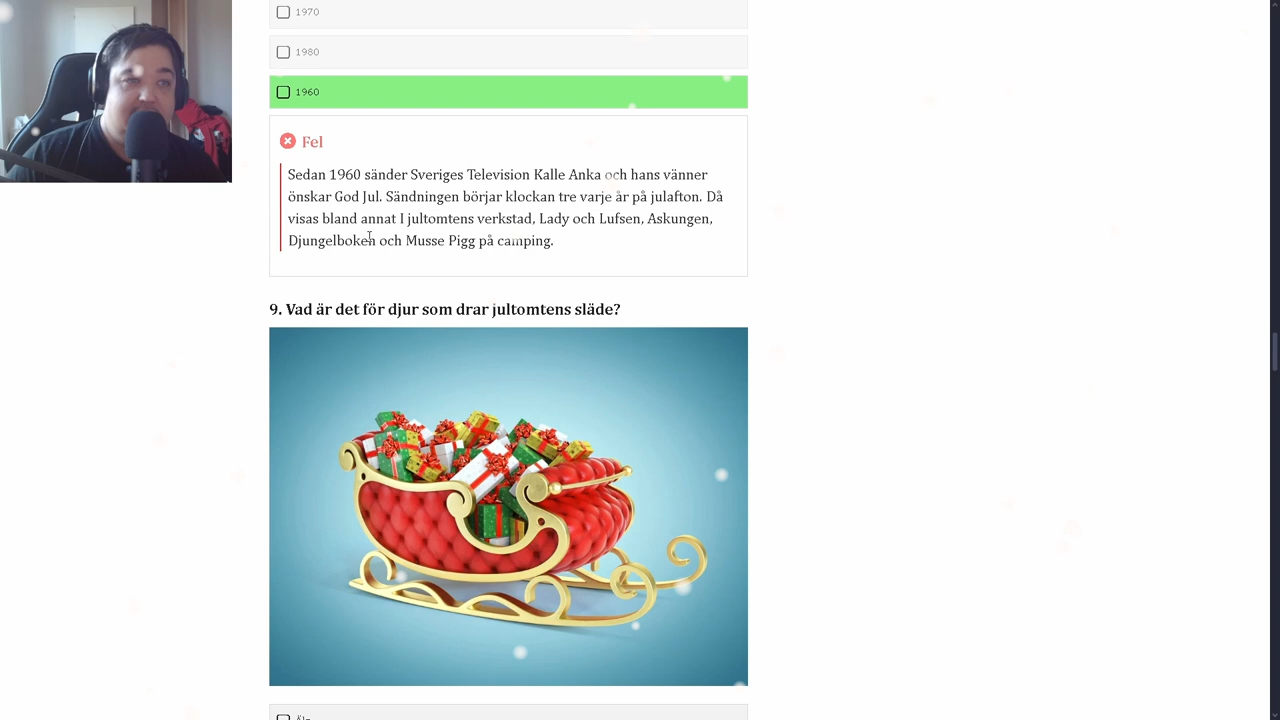 1970
1980
1960
Fel
Sedan 1960 sänder Sveriges Television Kalle Anka och hans vänner
önskar God Jul. Sändningen börjar klockan tre varje år på julafton. Då
visas bland annat I jultomtens verkstad, Lady och Lufsen, Askungen,
Djungelboken och Musse Pigg på camping.
9. Vad är det för djur som drar jultomtens släde?